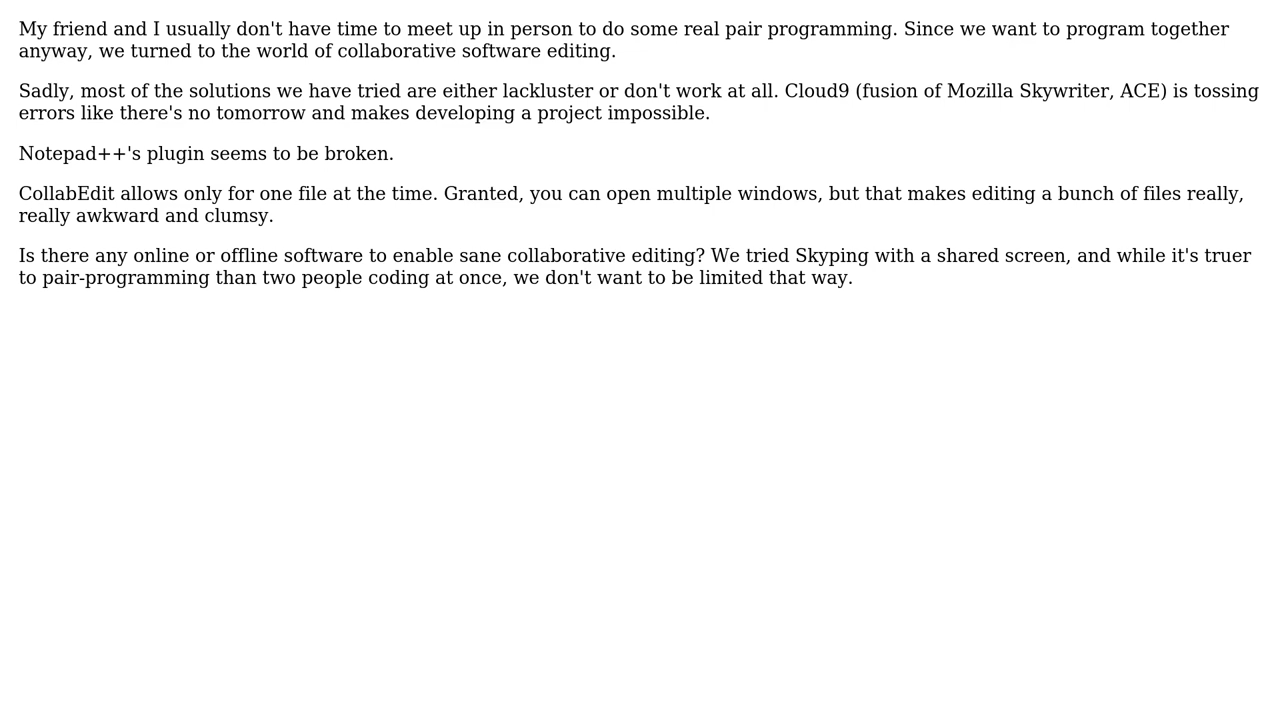 My friend and I usually don't have time to meet up in person to do some real pair programming. Since we want to program together
anyway, we turned to the world of collaborative software editing.
Sadly, most of the solutions we have tried are either lackluster or don't work at all. Cloud9 (fusion of Mozilla Skywriter, ACE) is tossing
errors like there's no tomorrow and makes developing a project impossible.
Notepad++'s plugin seems to be broken.
CollabEdit allows only for one file at the time. Granted, you can open multiple windows, but that makes editing a bunch of files really,
really awkward and clumsy.
Is there any online or offline software to enable sane collaborative editing? We tried Skyping with a shared screen, and while it's truer
to pair-programming than two people coding at once, we don't want to be limited that way.